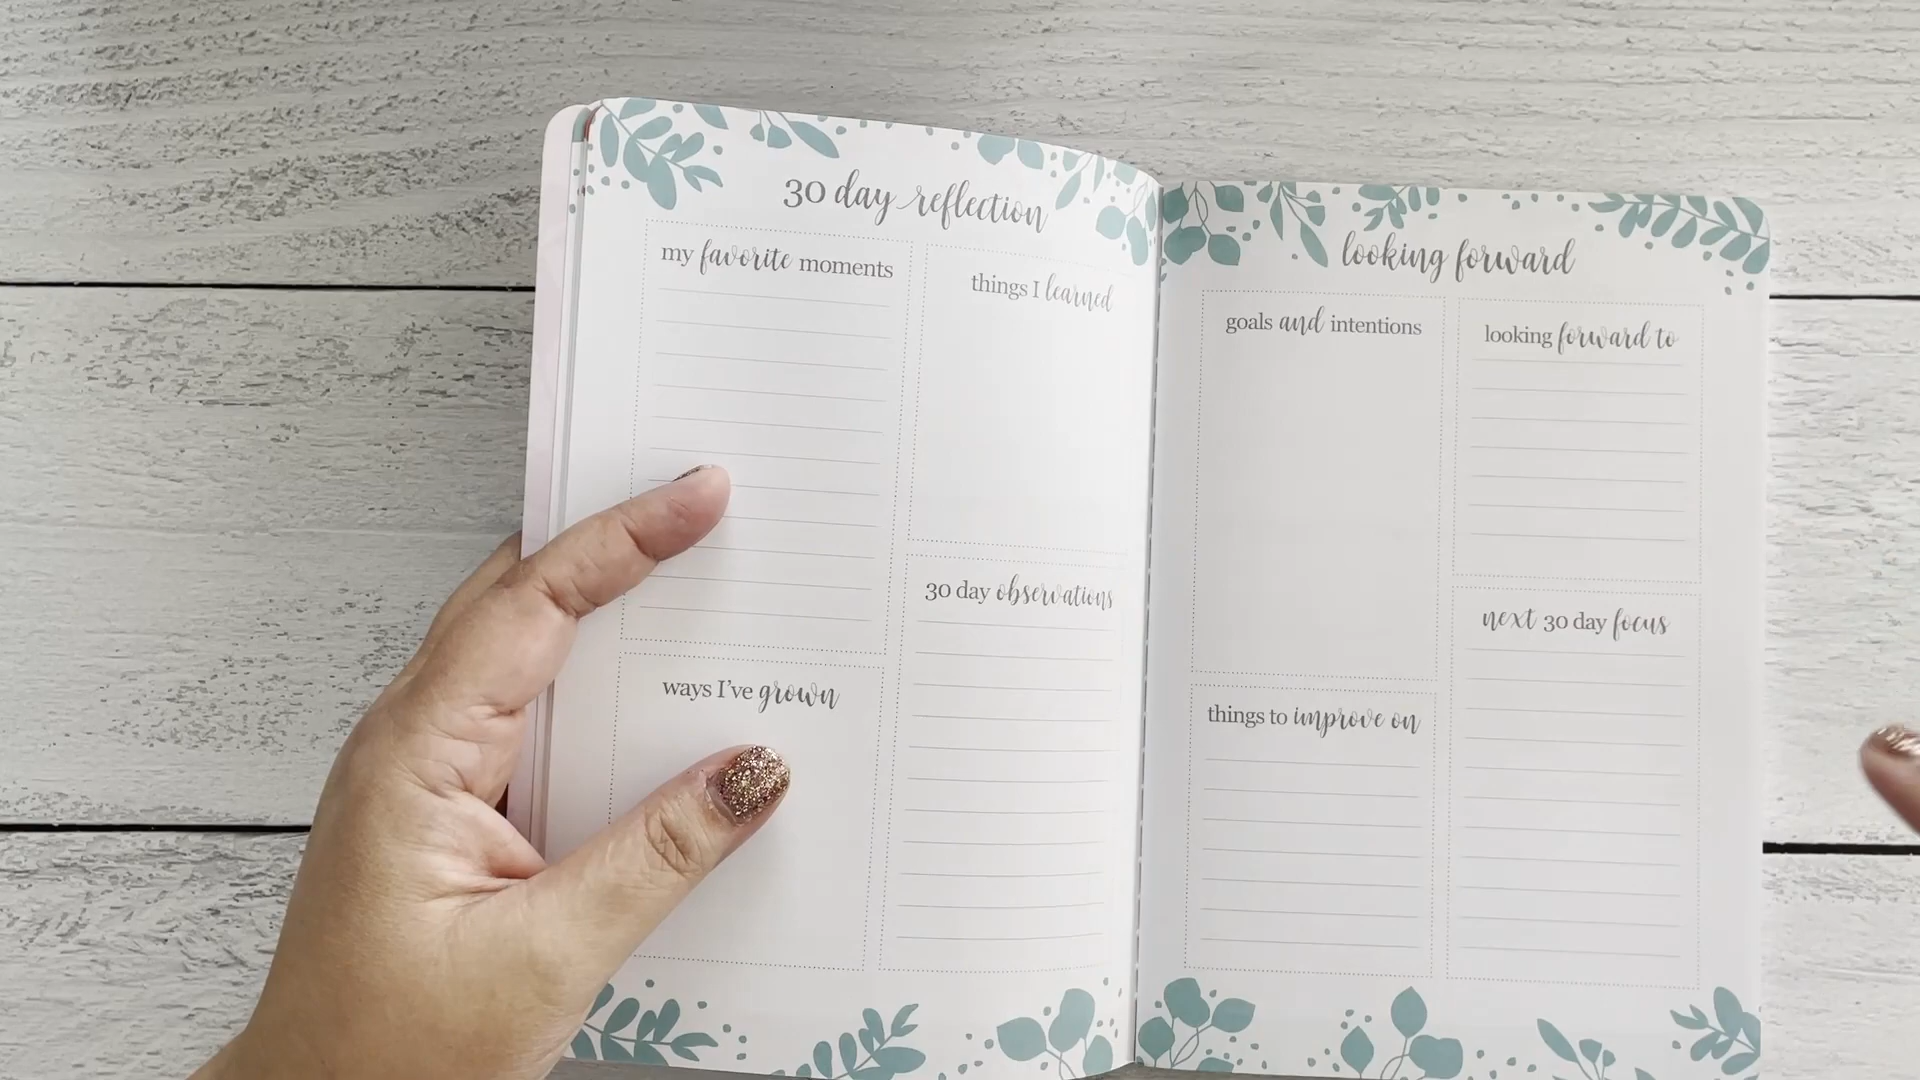 30 day reflection
my favorite moments
things I learned
30 day observations
ways I've grown
looking forward
goals and intentions
looking forward to
next 30 day focus
things to improve on